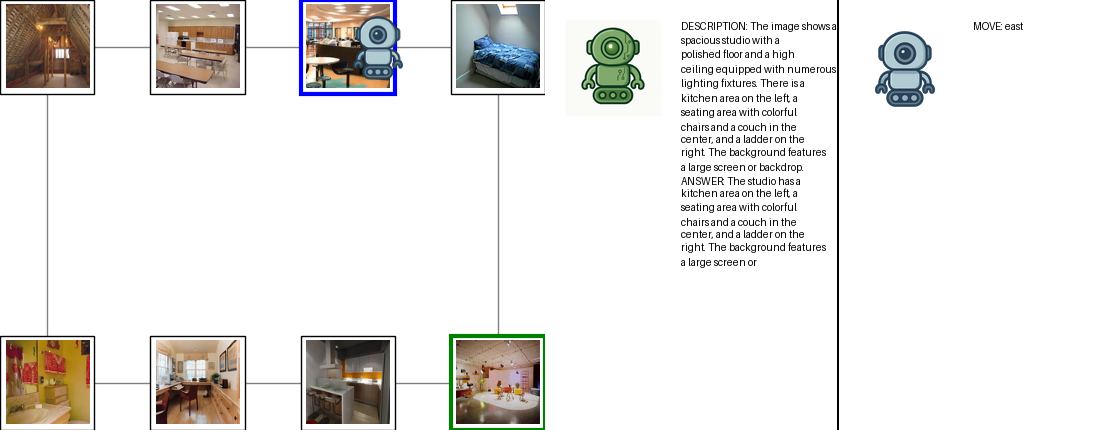 DESCRIPTION: The image shows a
spacious studio with a
polished floor and a high
ceiling equipped with numerous
lighting fixtures. There is a
kitchen area on the left, a
seating area with colorful
chairs and a couch in the
center, and a ladder on the
right. The background features
a large screen or backdrop.
ANSWER: The studio has a
kitchen area on the left, a
seating area with colorful
chairs and a couch in the
center, and a ladder on the
right. The background features
a large screen or
MOVE: east